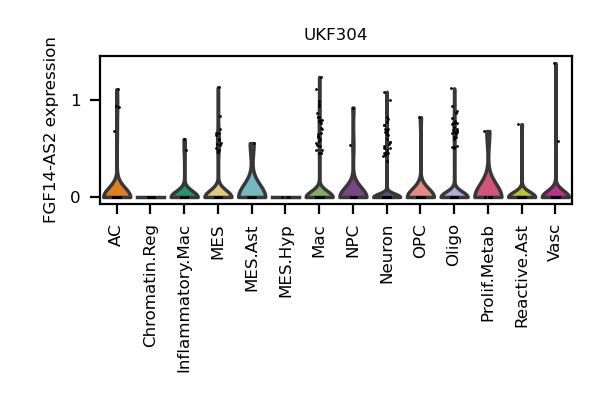 UKF304
FGF14-AS2 expression
1
0
AC
Chromatin.Reg
Inflammatory.Mac
MES
MES.Ast
MES.Hyp
Mac
NPC
Neuron
OPC
Oligo
Prolif.Metab
Reactive.Ast
Vasc